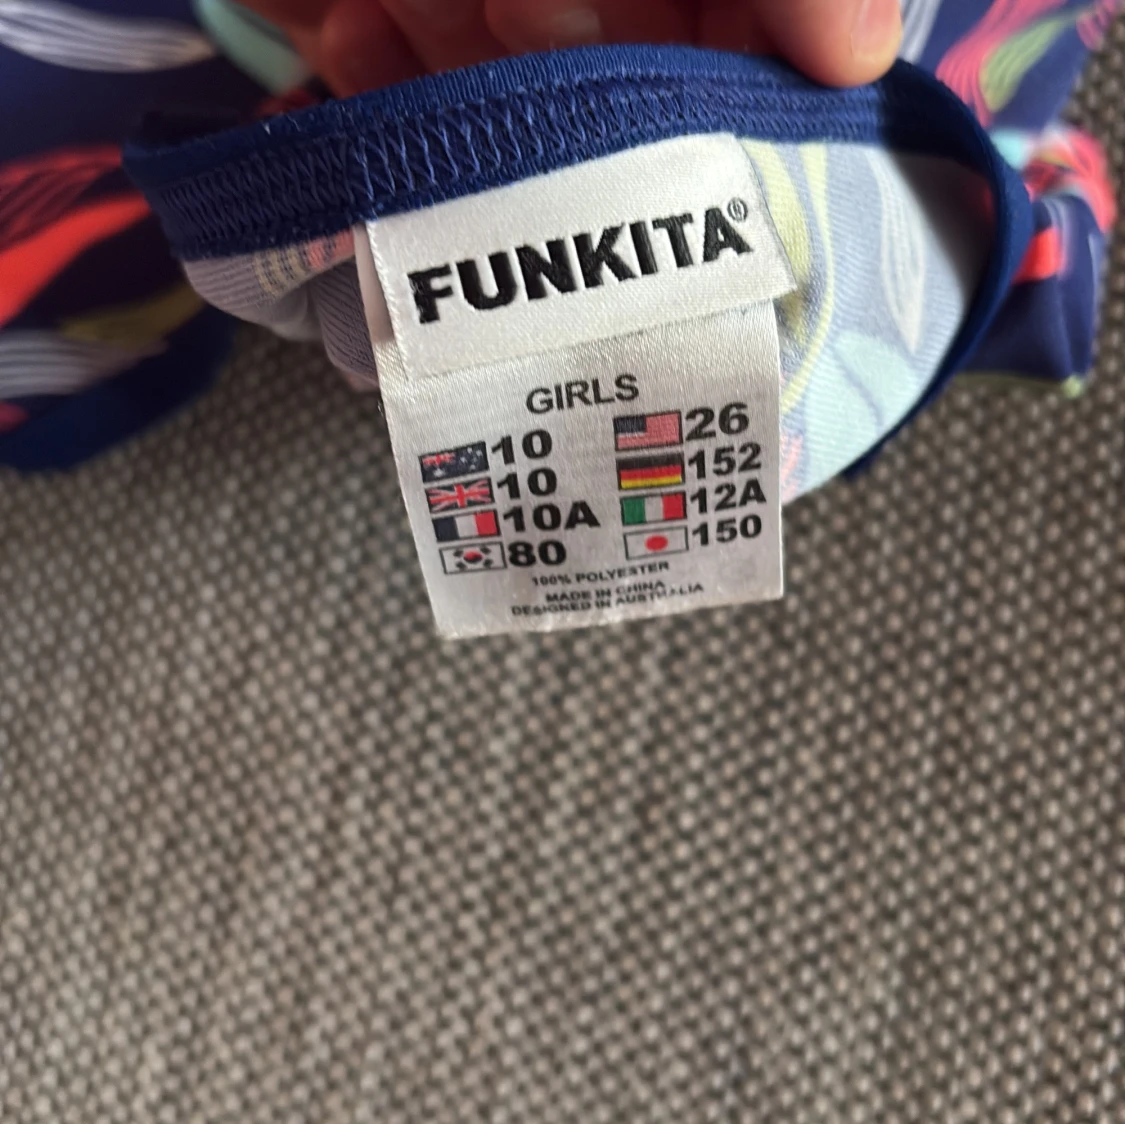 FUNKITA®
GIRLS
10 26
10 152
10A 12A
80 150
100% POLYESTER
MADE IN CHINA
DESIGNED IN AUSTRALIA